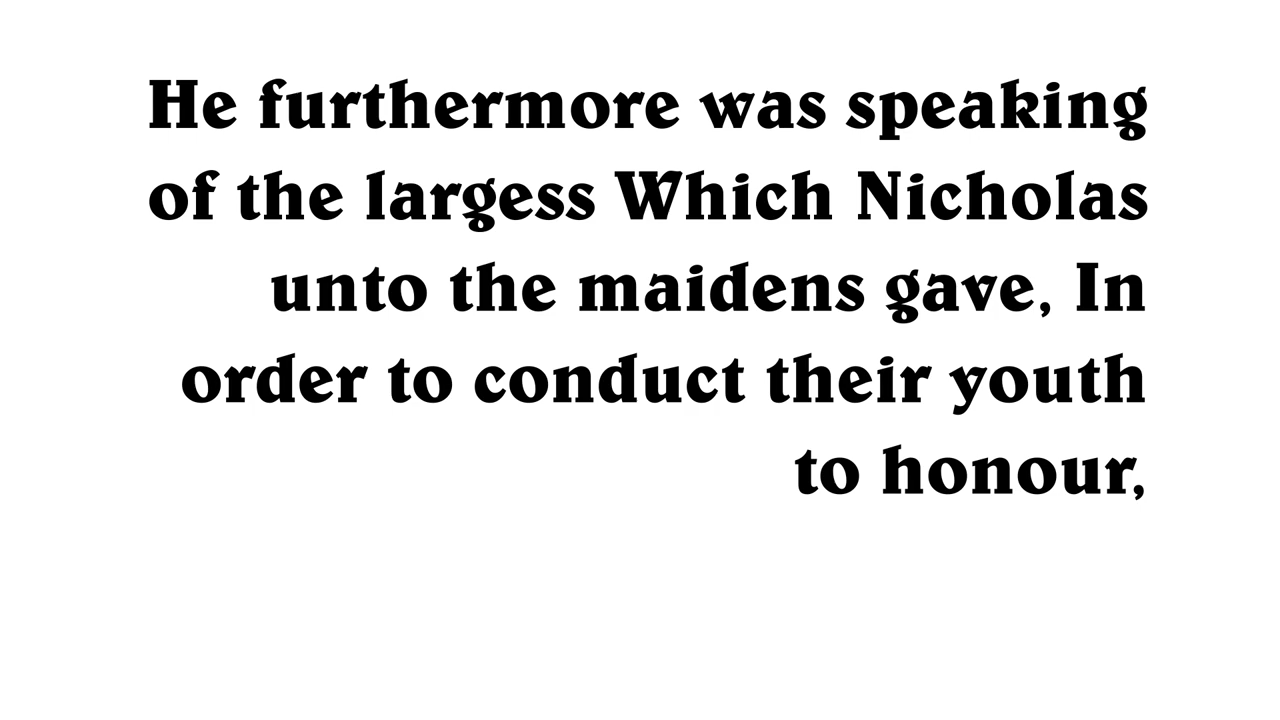 He furthermore was speaking
of the largess Which Nicholas
unto the maidens gave, In
order to conduct their youth
to honour,